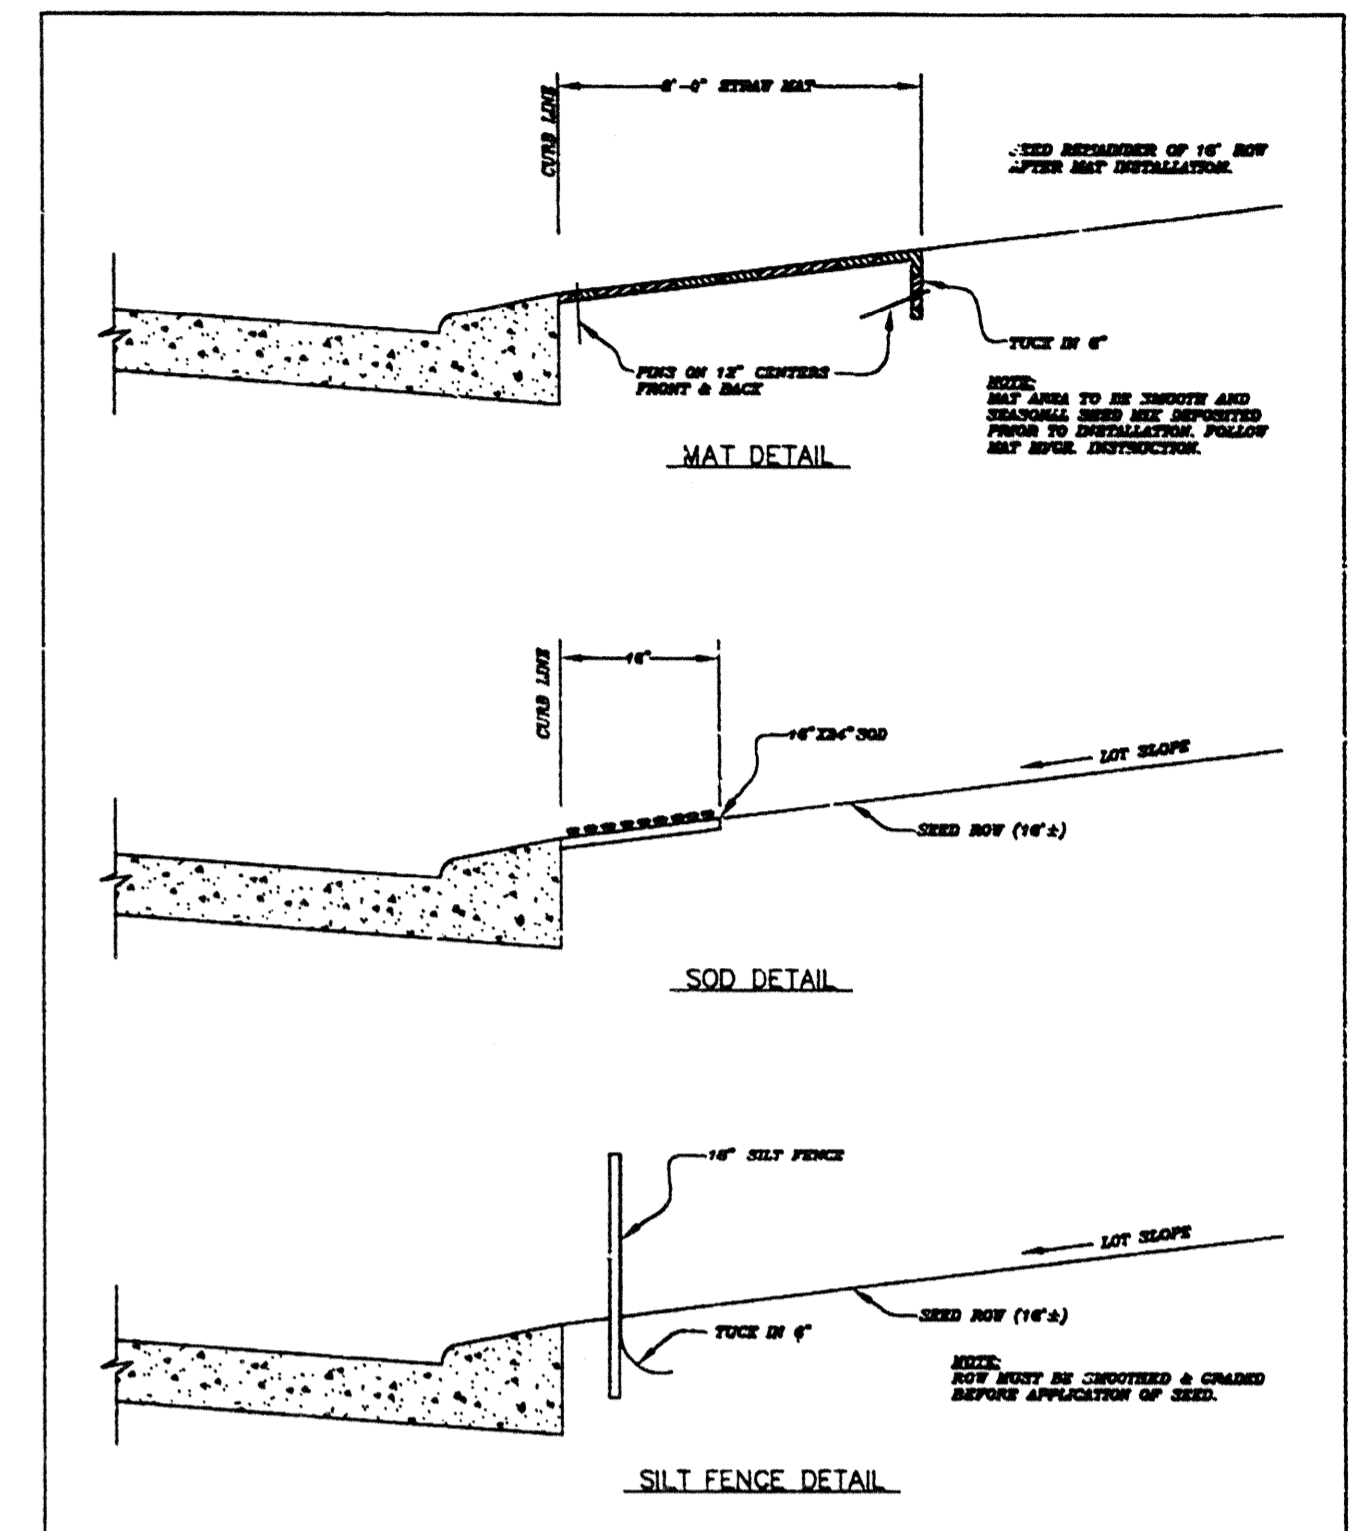 CURB LINE
STRAW MAT
SEED REMAINDER OF 16' ROW
AFTER MAT INSTALLATION.
TUCK IN 6"
PINS ON 12" CENTERS
FRONT & BACK
NOTE:
MAT AREA TO BE SMOOTH AND
SEASONAL SEED MIX DEPOSITED
PRIOR TO INSTALLATION. FOLLOW
MAT MFGR. INSTRUCTION.
MAT DETAIL
CURB LINE
16"
16"X24" SOD
LOT SLOPE
SEED ROW (16'±)
SOD DETAIL
SILT FENCE
LOT SLOPE
SEED ROW (16'±)
TUCK IN 6"
NOTE:
ROW MUST BE SMOOTHED & GRADED
BEFORE APPLICATION OF SEED.
SILT FENCE DETAIL